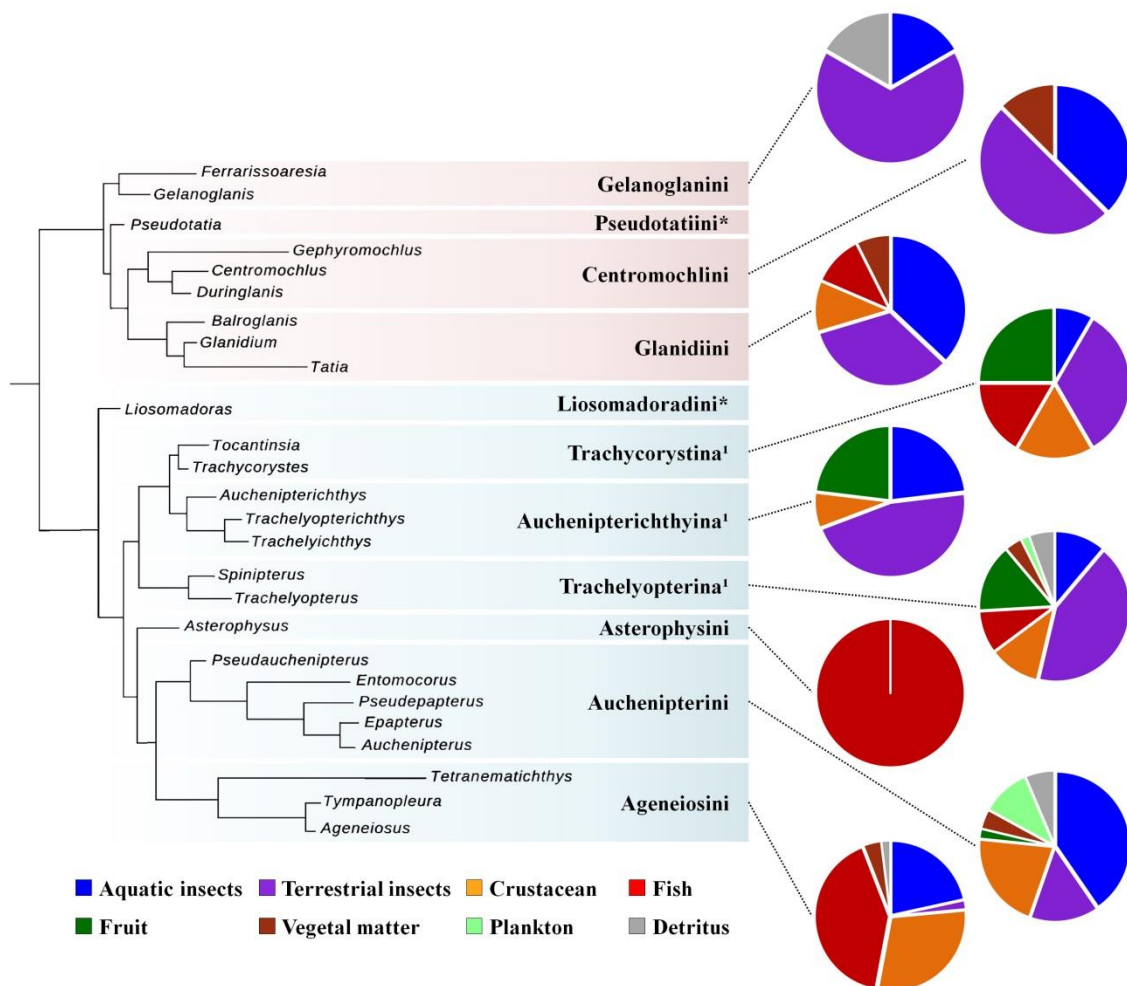 Ferrarissoaresia
Gelanoglanis
Gelanoglanini
Pseudotatia
Pseudotatiini*
Gephyromochlus
Centromochlus
Duringlanis
Centromochlini
Balroglanis
Glanidium
Tatia
Glanidiini
Liosomadoras
Liosomadoradini*
Tocantinsia
Trachycorystes
Trachycorystina¹
Auchenipterichthys
Trachelyopterichthys
Trachelyichthys
Auchenipterichthyina¹
Spinipterus
Trachelyopterus
Trachelyopterina¹
Asterophysus
Asterophysini
Pseudauchenipterus
Entomocorus
Pseudepapterus
Epapterus
Auchenipterus
Auchenipterini
Tetranematichthys
Tympanopleura
Ageneiosus
Ageneiosini
Aquatic insects Terrestrial insects Crustacean Fish
Fruit Vegetal matter Plankton Detritus